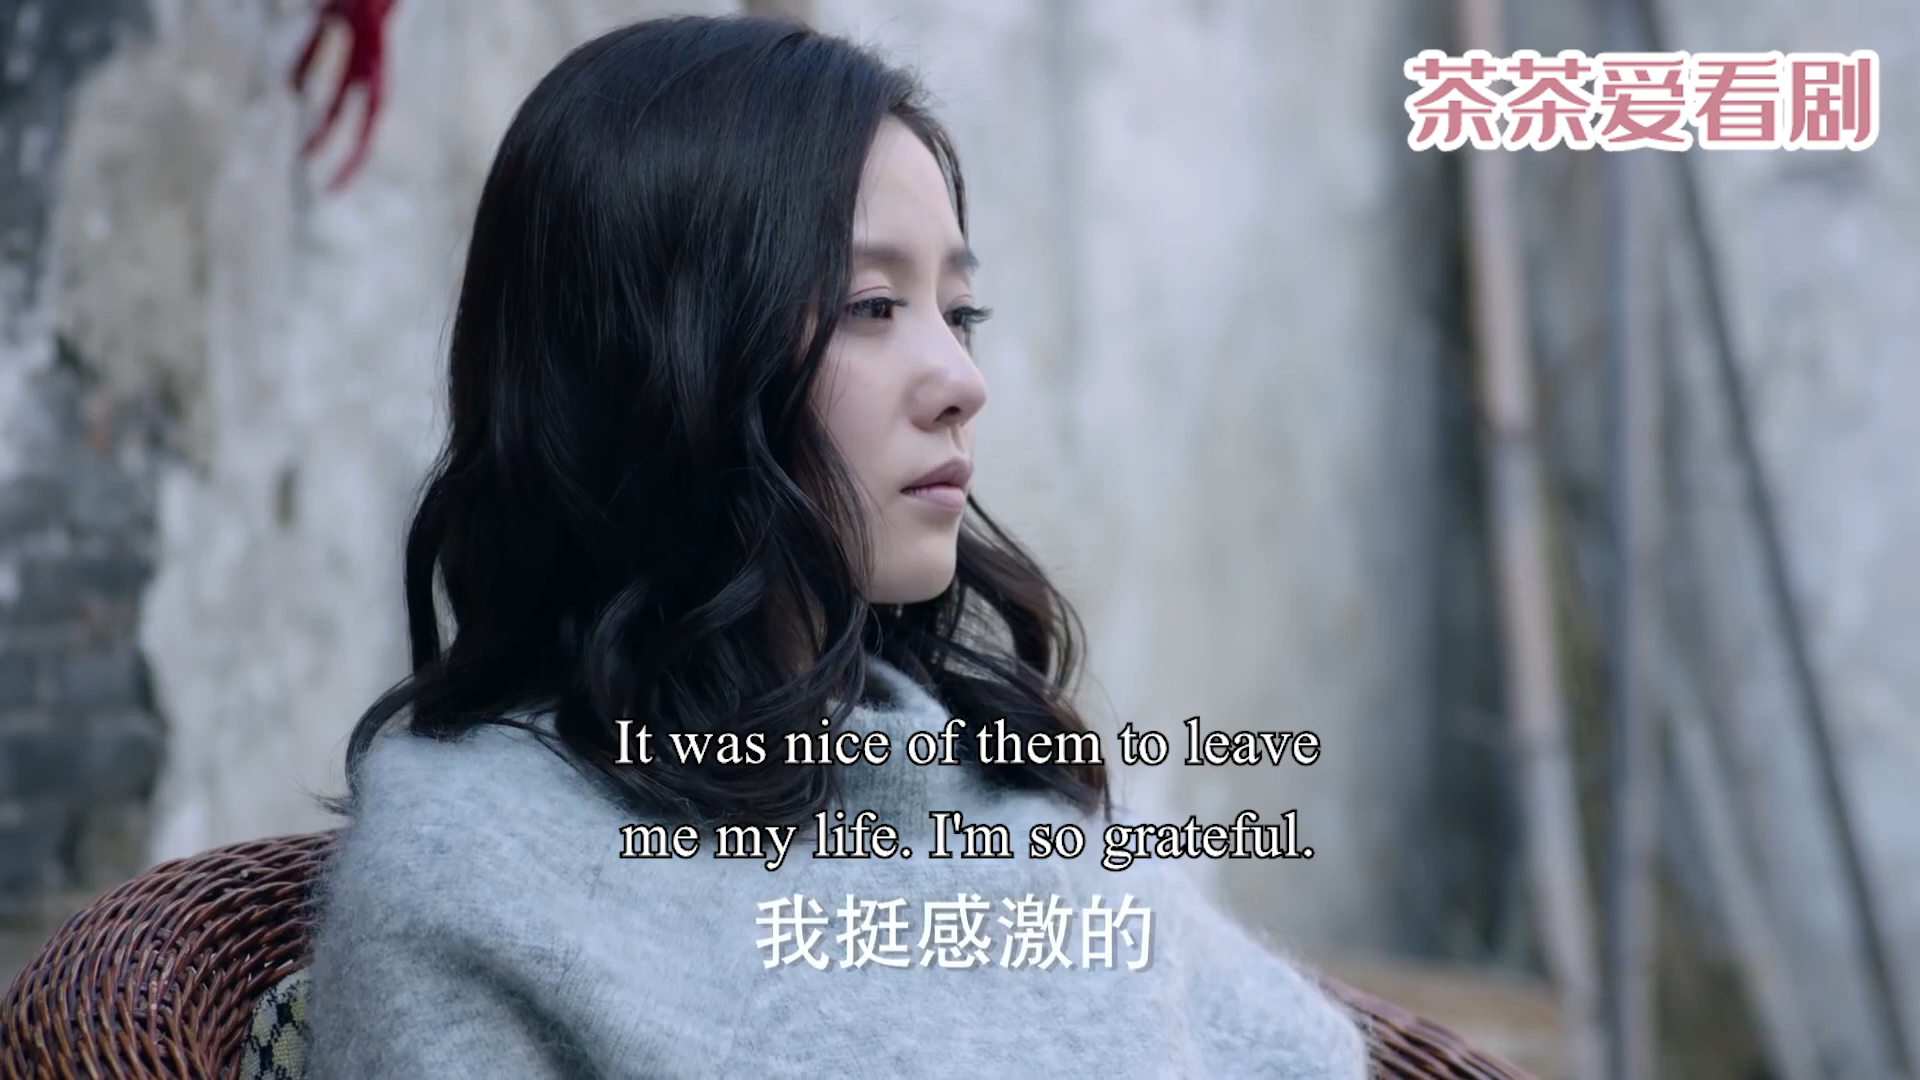 茶茶爱看剧
It was nice of them to leave
me my life. I'm so grateful.
我挺感激的